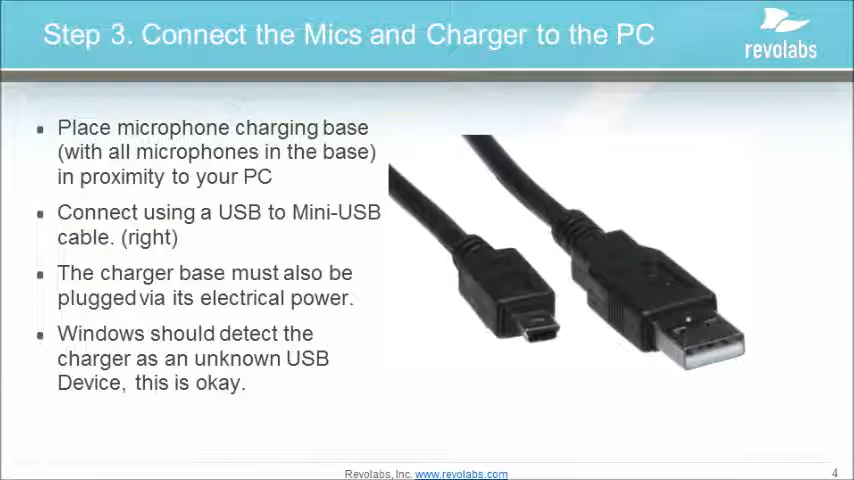 Step 3. Connect the Mics and Charger to the PC
revolabs
Place microphone charging base
(with all microphones in the base)
in proximity to your PC
Connect using a USB to Mini-USB
cable. (right)
The charger base must also be
plugged via its electrical power.
Windows should detect the
charger as an unknown USB
Device, this is okay.
Revolabs, Inc. www.revolabs.com
4